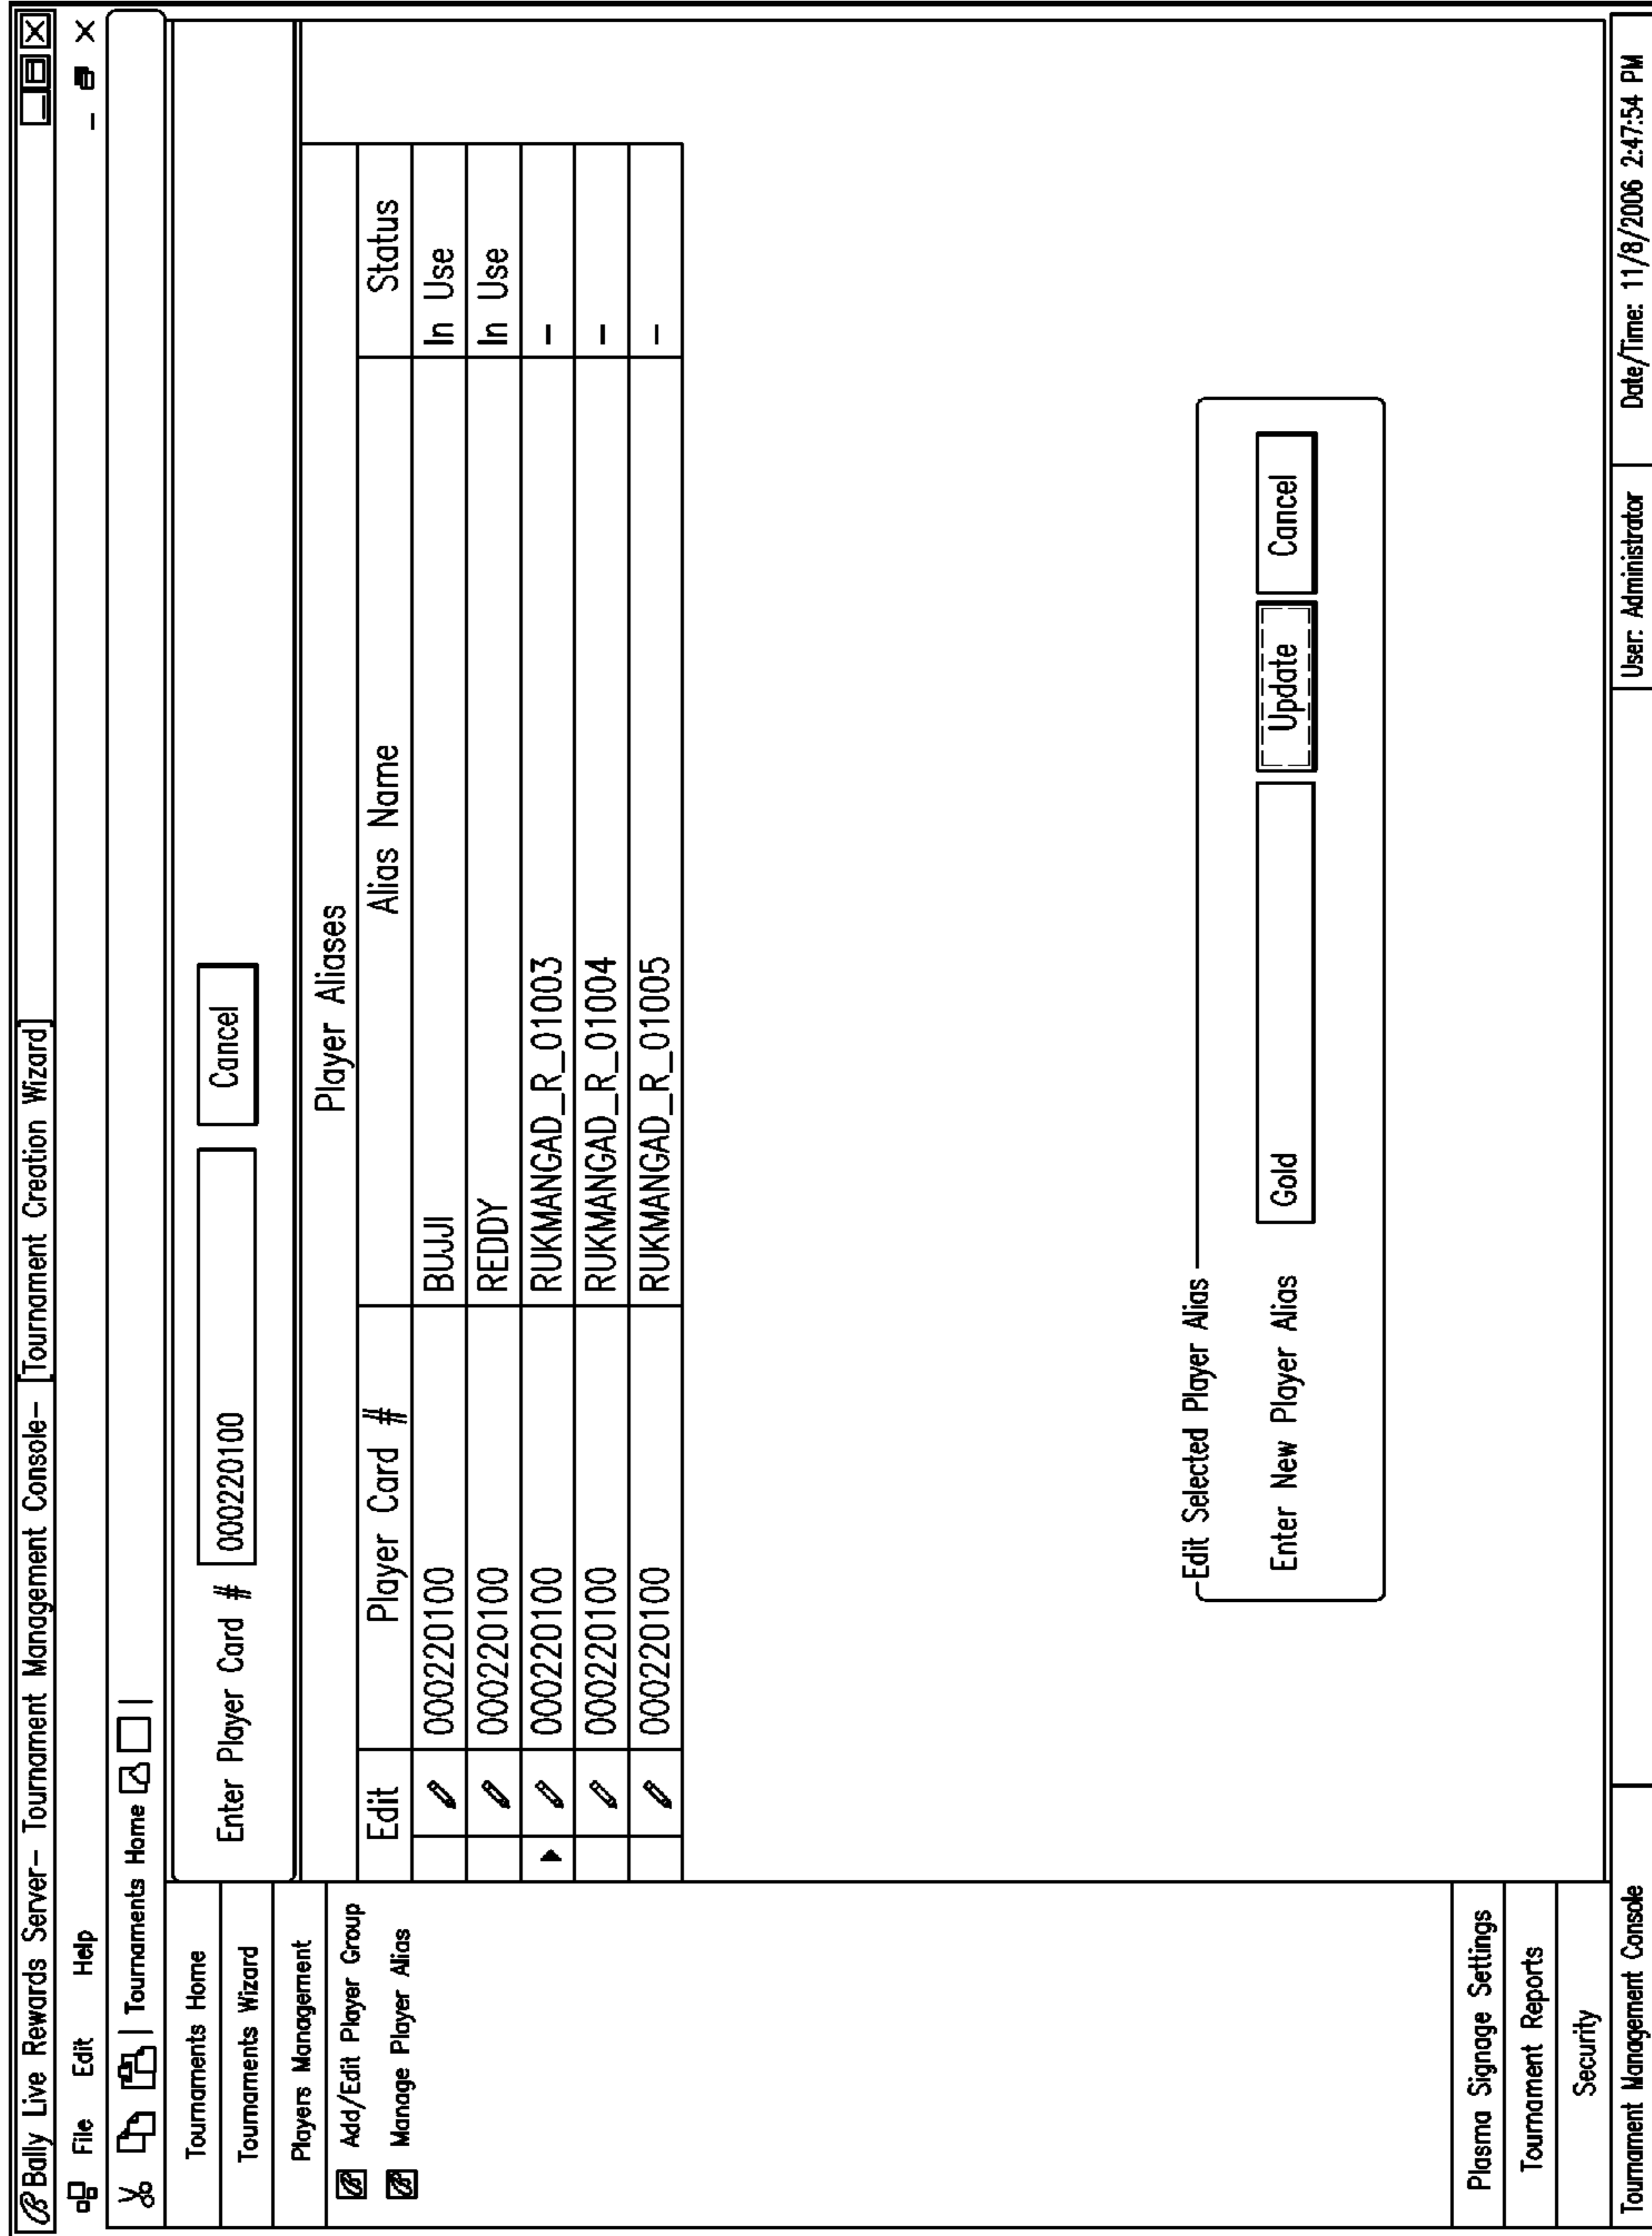 Bally Live Rewards Server- Tournament Management Console- [Tournament Creation Wizard]
File Edit Help
Tournaments Home
Tournaments Home
Tournaments Wizard
Players Management
Add/Edit Player Group
Manage Player Alias
Plasma Signage Settings
Tournament Reports
Security
Enter Player Card # 000220100 Cancel
Player Aliases
Edit Player Card # Alias Name Status
000220100 BUJJI In Use
000220100 REDDY In Use
000220100 RUKMANGAD_R_01003 -
000220100 RUKMANGAD_R_01004 -
000220100 RUKMANGAD_R_01005 -
Edit Selected Player Alias
Enter New Player Alias Gold Update Cancel
Tournament Management Console User: Administrator Date/Time: 11/8/2006 2:47:54 PM